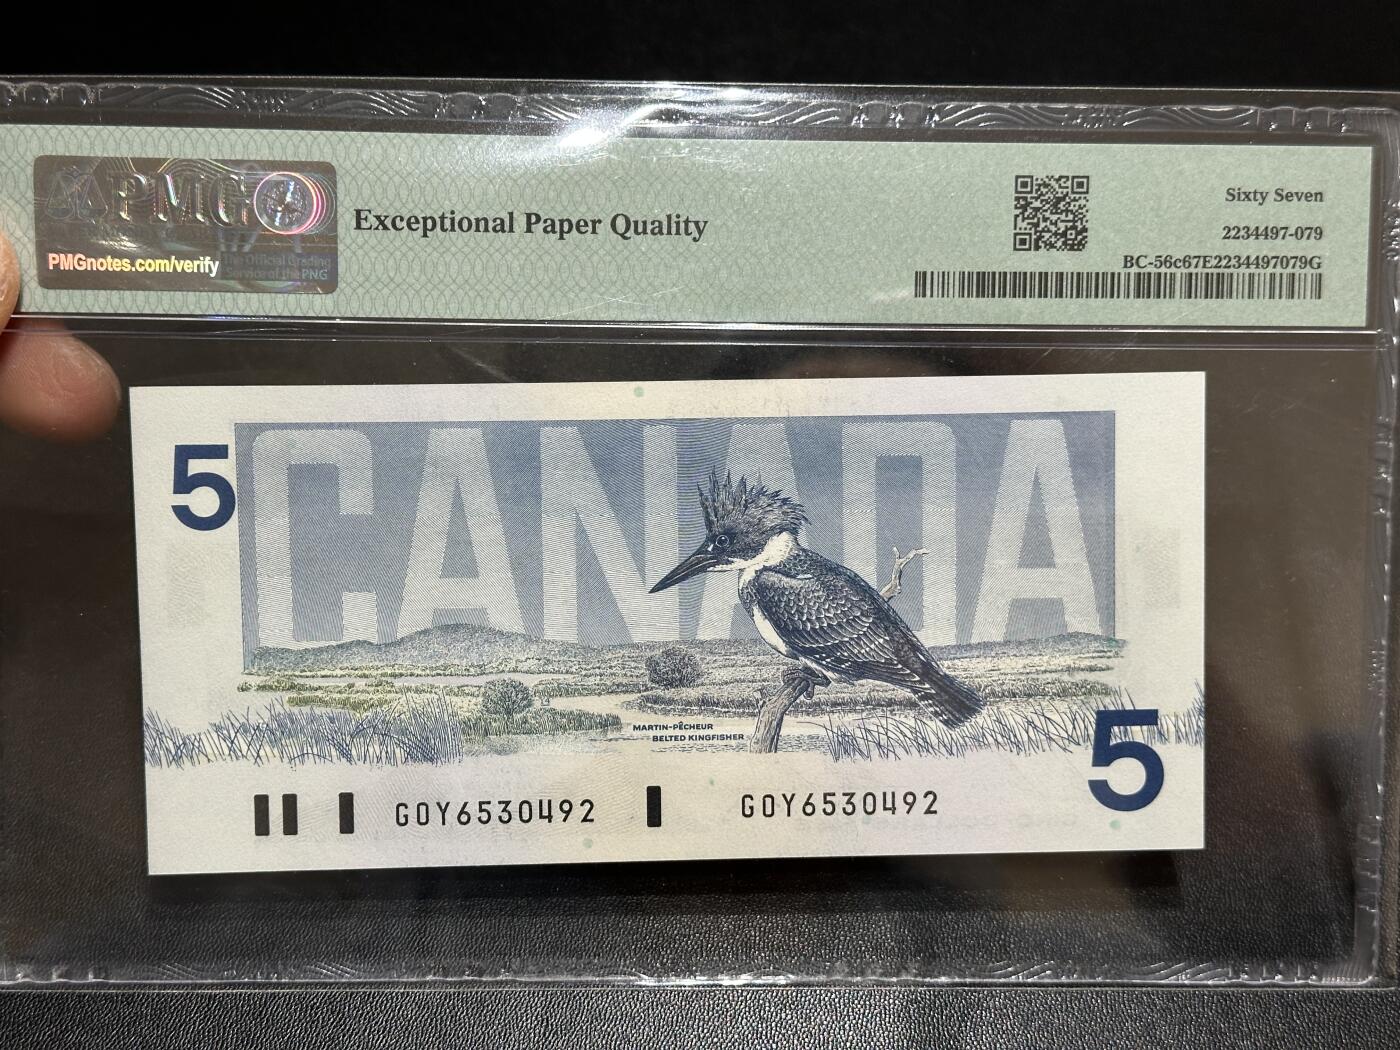 PMG
PMGnotes.com/verify
The Official Grading
Service of the PNG
Exceptional Paper Quality
Sixty Seven
2234497-079
BC-56c67E2234497079G
5
CANADA
MARTIN-PÊCHEUR
BELTED KINGFISHER
5
GOY6530492 GOY6530492